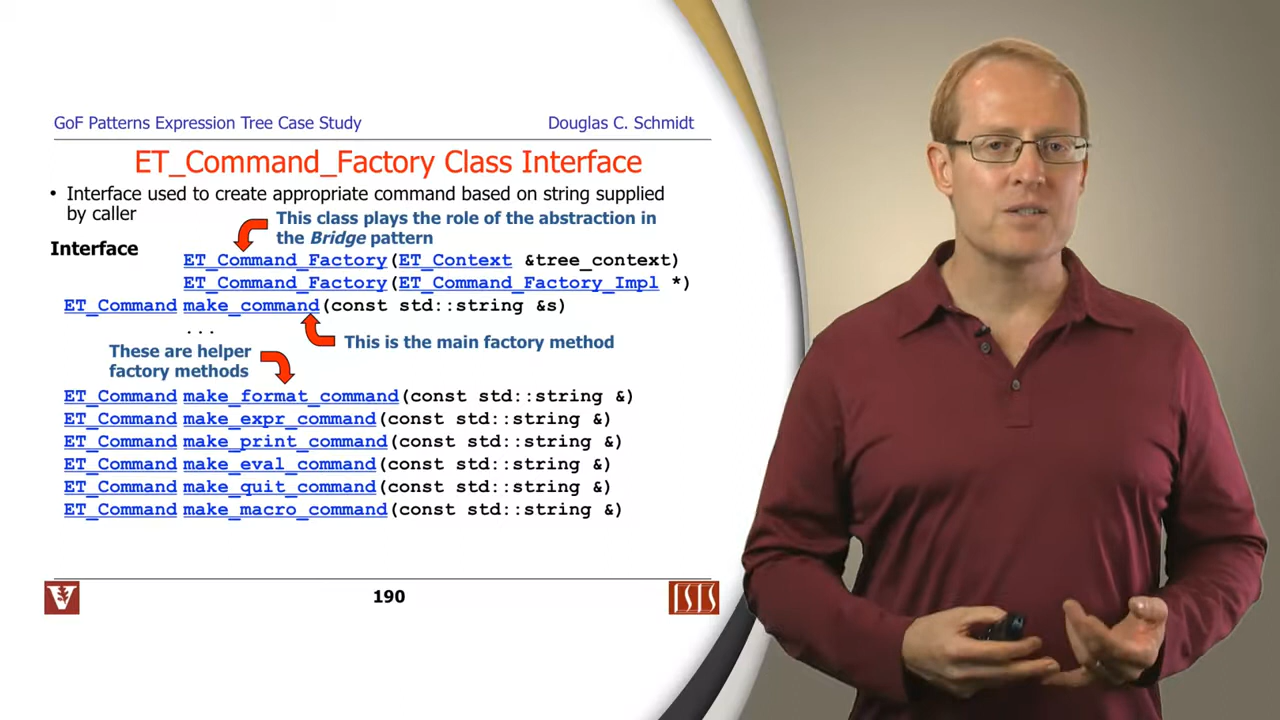 GoF Patterns Expression Tree Case Study Douglas C. Schmidt
ET_Command_Factory Class Interface
• Interface used to create appropriate command based on string supplied
by caller
This class plays the role of the abstraction in
the Bridge pattern
Interface
ET_Command_Factory(ET_Context &tree_context)
ET_Command_Factory(ET_Command_Factory_Impl *)
ET_Command make_command(const std::string &s)
...
This is the main factory method
These are helper
factory methods
ET_Command make_format_command(const std::string &)
ET_Command make_expr_command(const std::string &)
ET_Command make_print_command(const std::string &)
ET_Command make_eval_command(const std::string &)
ET_Command make_quit_command(const std::string &)
ET_Command make_macro_command(const std::string &)
V
190
ISIS